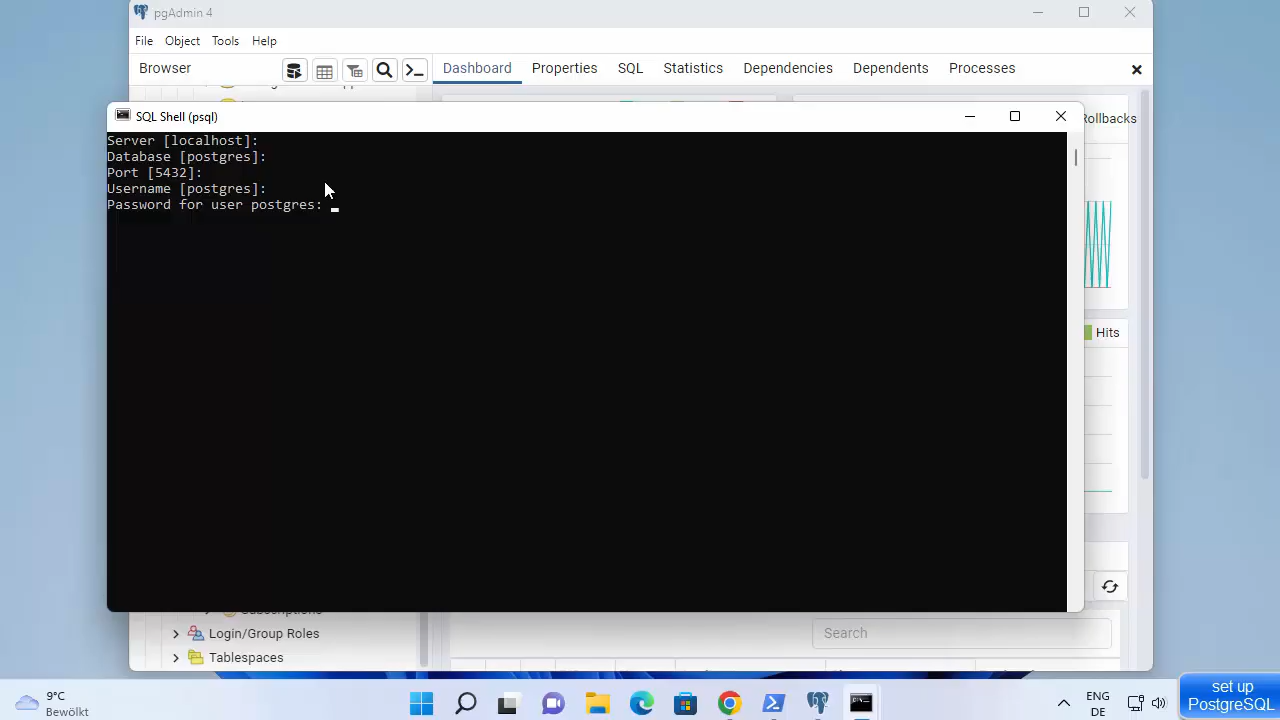 pgAdmin 4
File Object Tools Help
Browser
Dashboard Properties SQL Statistics Dependencies Dependents Processes
SQL Shell (psql)
Server [localhost]:
Database [postgres]:
Port [5432]:
Username [postgres]:
Password for user postgres:
Rollbacks
Hits
Login/Group Roles
Tablespaces
Search
9°C
Bewölkt
ENG
DE
set up
PostgreSQL